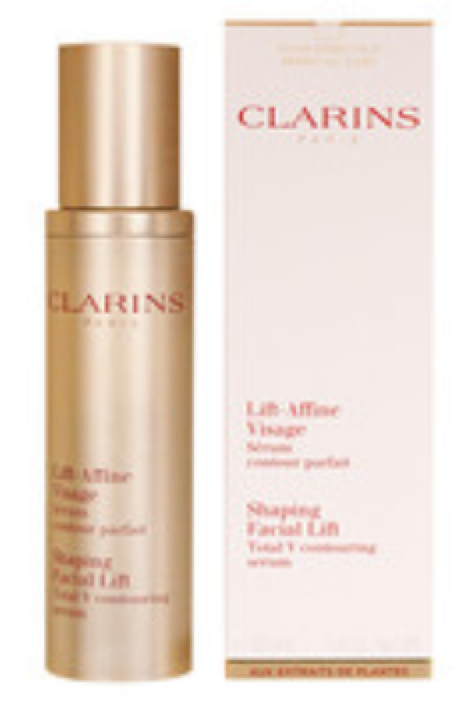 CLARINS
PARIS
Lift-Affine
Visage
Sérum
contour parfait
Shaping
Facial Lift
Total V contouring
serum
CLARINS
PARIS
Lift-Affine
Visage
Sérum
contour parfait
Shaping
Facial Lift
Total V contouring
serum
AUX EXTRAITS DE PLANTES